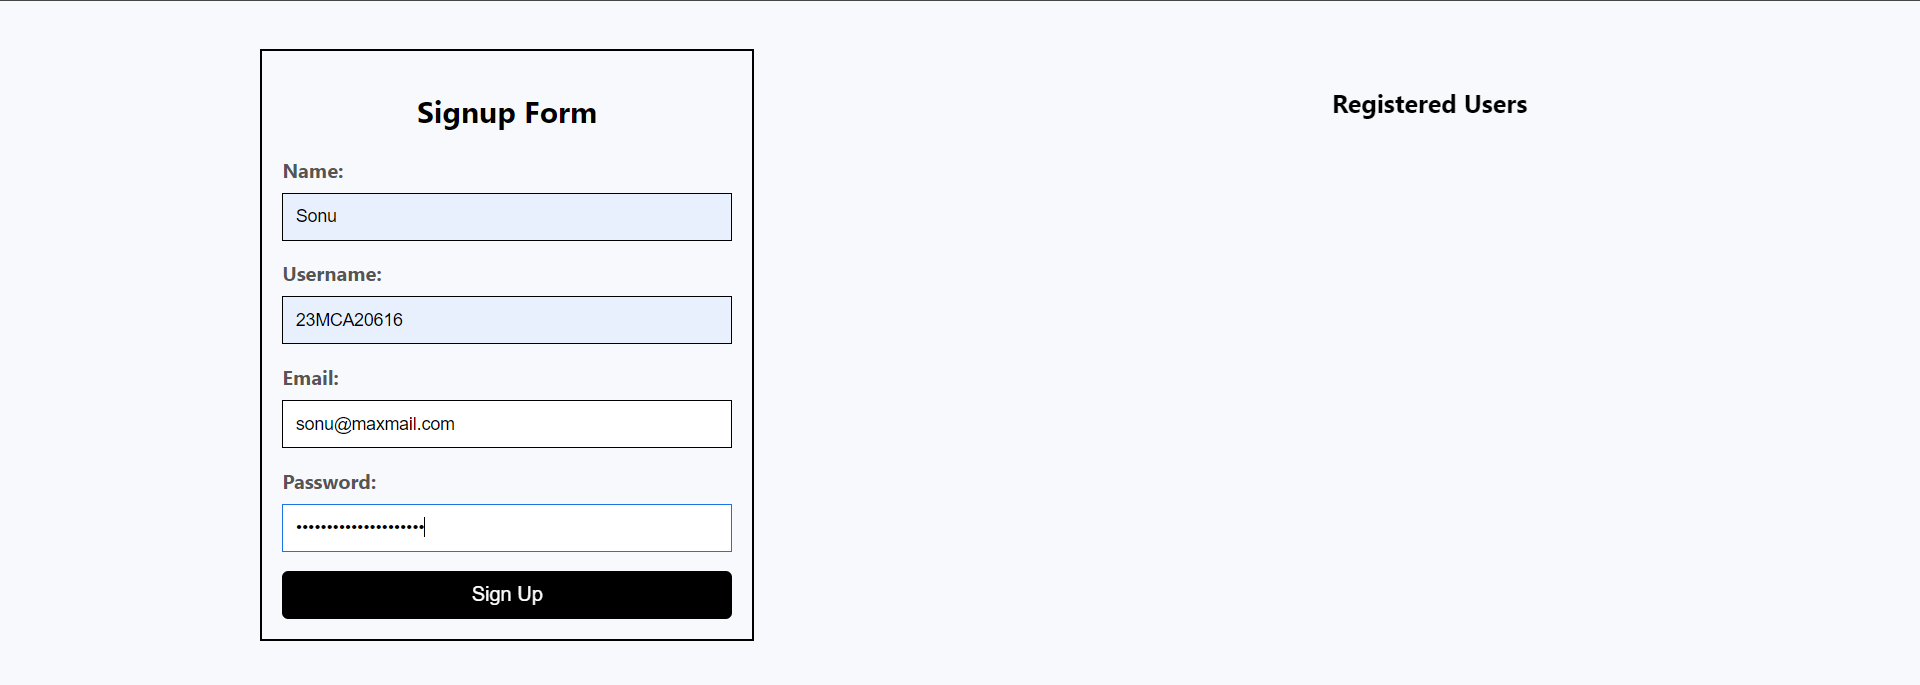 Signup Form
Name:
Sonu
Username:
23MCA20616
Email:
sonu@maxmail.com
Password:
•••••••••••••••••••••
Sign Up
Registered Users